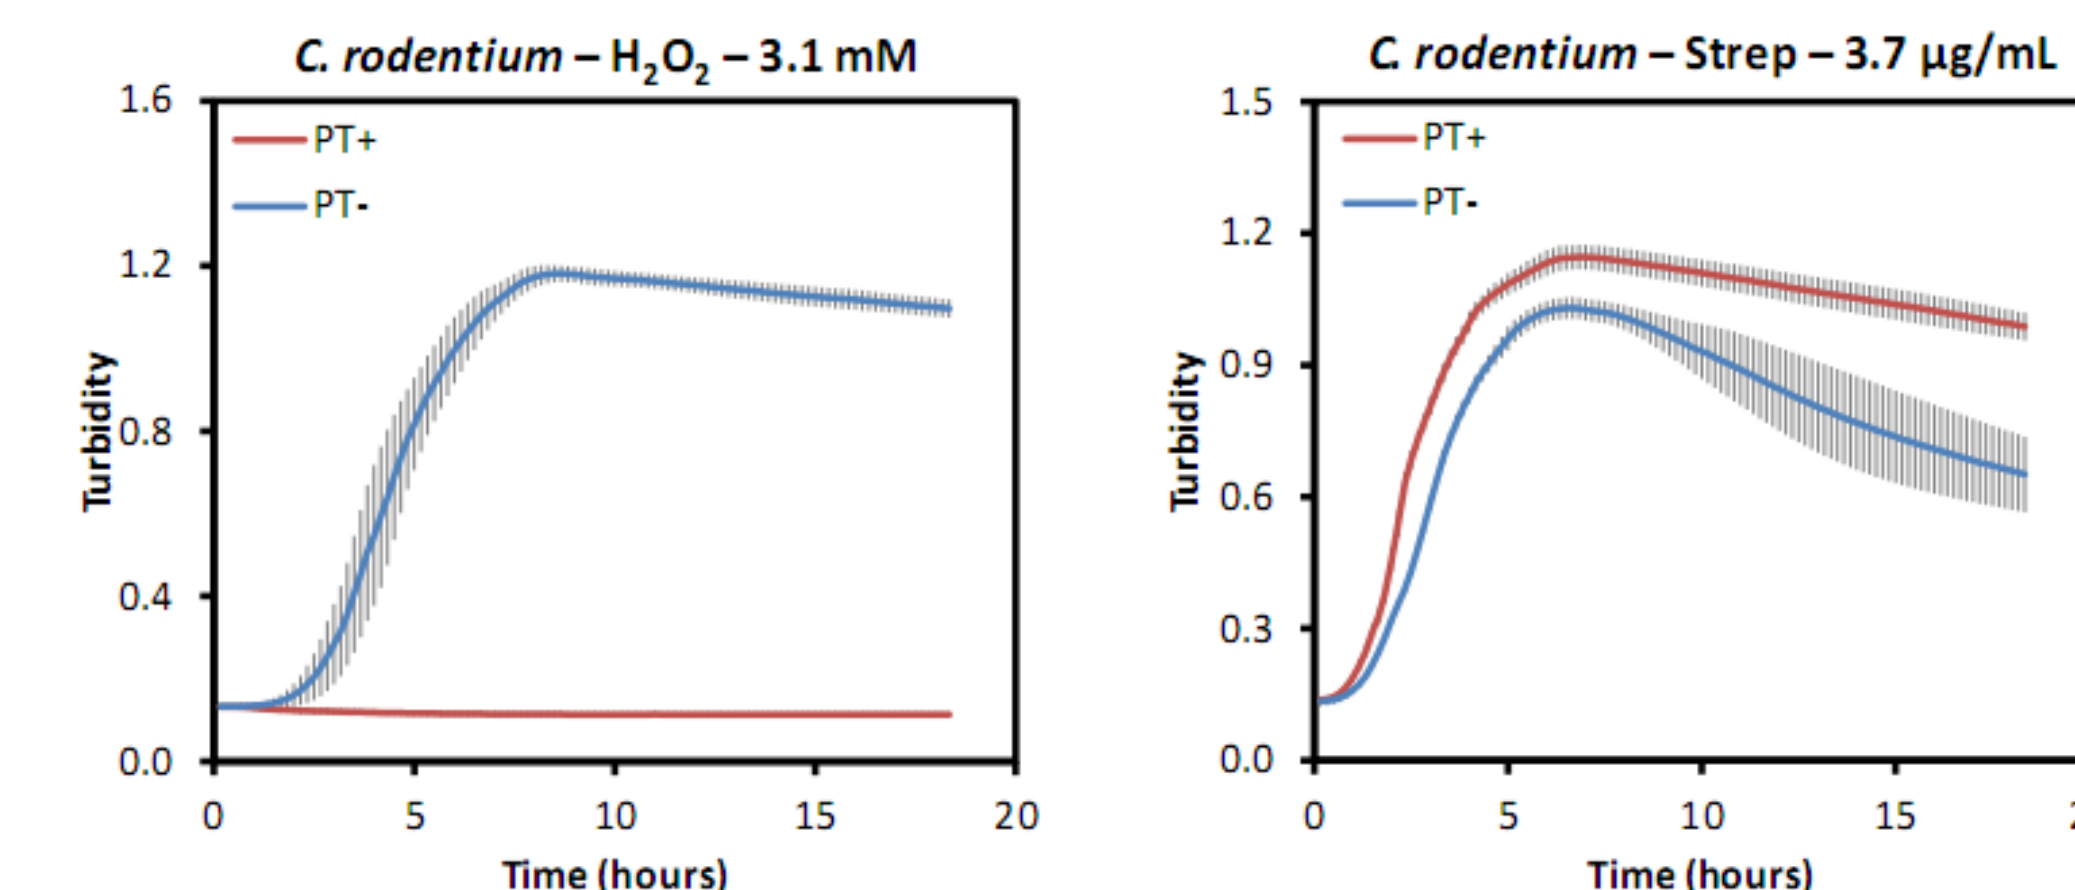 C. rodentium – H₂O₂ – 3.1 mM
1.6
1.2
0.8
0.4
0.0
PT+
PT-
Turbidity
0 5 10 15 20
Time (hours)
C. rodentium – Strep – 3.7 µg/mL
1.5
1.2
0.9
0.6
0.3
0.0
PT+
PT-
Turbidity
0 5 10 15
Time (hours)